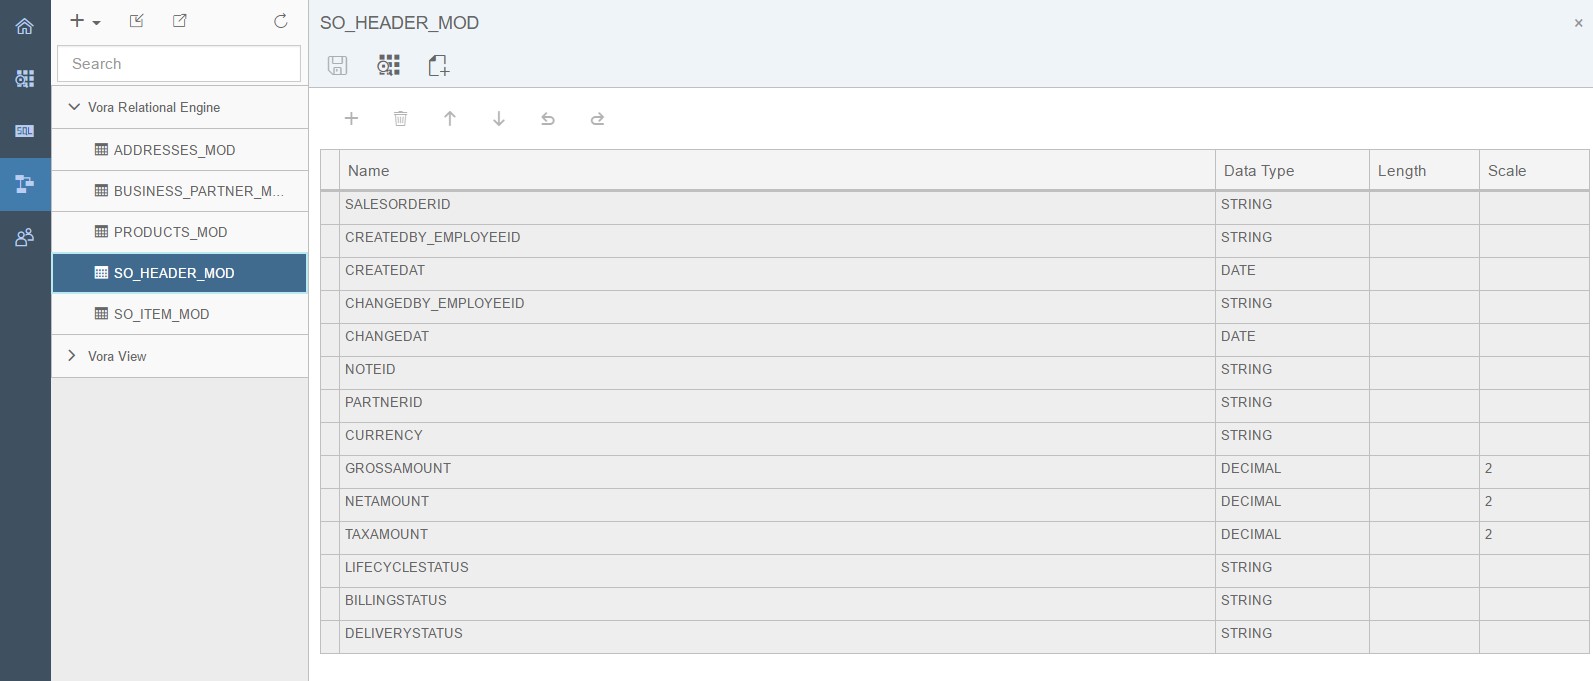 SO_HEADER_MOD
×
Search
SQL
Vora Relational Engine
ADDRESSES_MOD
BUSINESS_PARTNER_M...
PRODUCTS_MOD
SO_HEADER_MOD
SO_ITEM_MOD
Vora View
Name Data Type Length Scale
SALESORDERID STRING
CREATEDBY_EMPLOYEEID STRING
CREATEDAT DATE
CHANGEDBY_EMPLOYEEID STRING
CHANGEDAT DATE
NOTEID STRING
PARTNERID STRING
CURRENCY STRING
GROSSAMOUNT DECIMAL 2
NETAMOUNT DECIMAL 2
TAXAMOUNT DECIMAL 2
LIFECYCLESTATUS STRING
BILLINGSTATUS STRING
DELIVERYSTATUS STRING